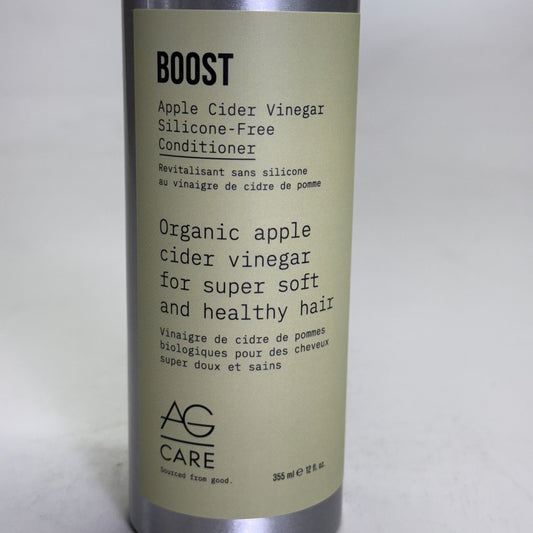 BOOST
Apple Cider Vinegar
Silicone-Free
Conditioner
Revitalisant sans silicone
au vinaigre de cidre de pomme
Organic apple
cider vinegar
for super soft
and healthy hair
Vinaigre de cidre de pommes
biologiques pour des cheveux
super doux et sains
AG
CARE
Sourced from good.
355 ml ℮ 12 fl. oz.